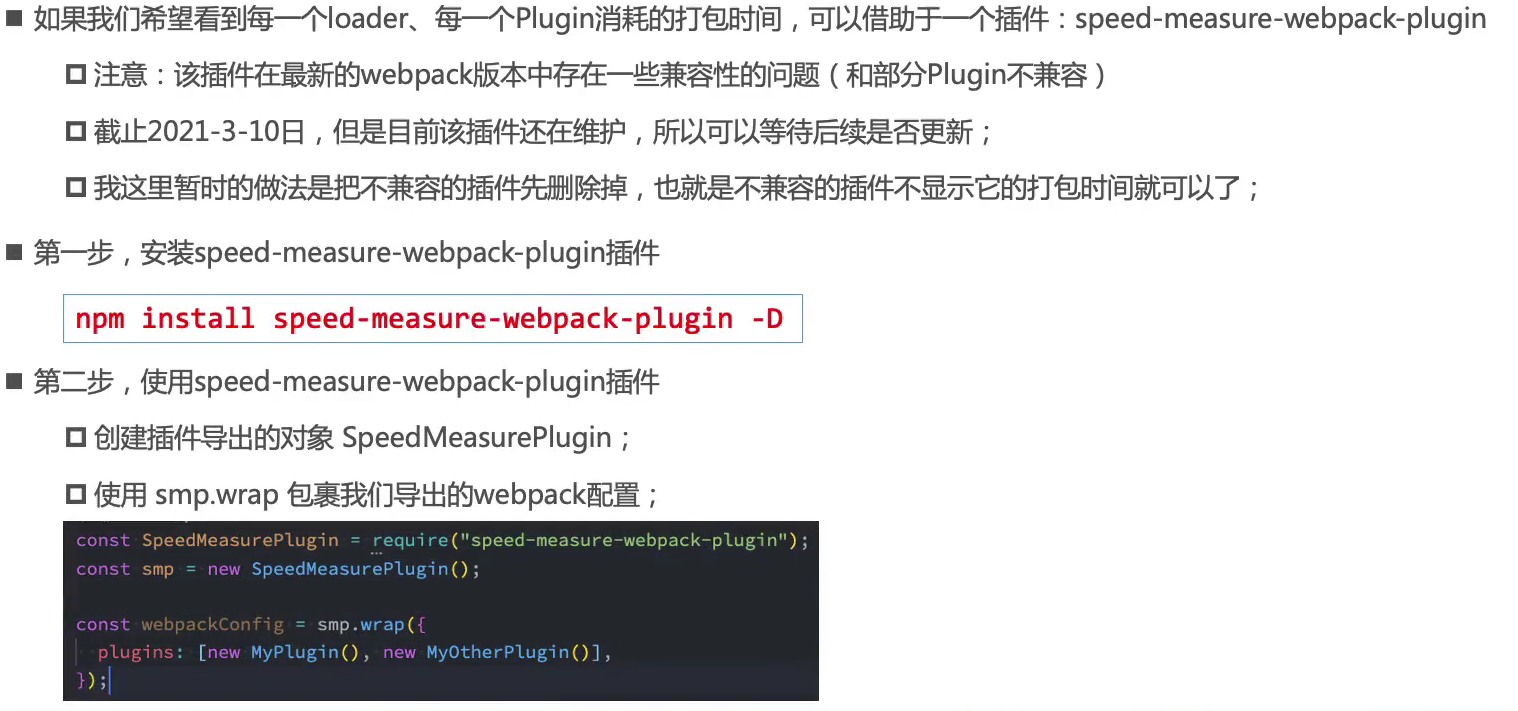 如果我们希望看到每一个loader、每一个Plugin消耗的打包时间，可以借助于一个插件：speed-measure-webpack-plugin
注意：该插件在最新的webpack版本中存在一些兼容性的问题（和部分Plugin不兼容）
截止2021-3-10日，但是目前该插件还在维护，所以可以等待后续是否更新；
我这里暂时的做法是把不兼容的插件先删除掉，也就是不兼容的插件不显示它的打包时间就可以了；
第一步，安装speed-measure-webpack-plugin插件
npm install speed-measure-webpack-plugin -D
第二步，使用speed-measure-webpack-plugin插件
创建插件导出的对象 SpeedMeasurePlugin；
使用 smp.wrap 包裹我们导出的webpack配置；
const SpeedMeasurePlugin = require("speed-measure-webpack-plugin");
const smp = new SpeedMeasurePlugin();
const webpackConfig = smp.wrap({
plugins: [new MyPlugin(), new MyOtherPlugin()],
});